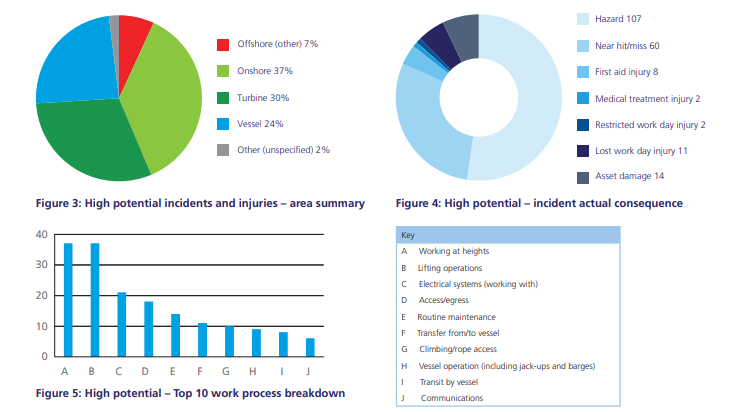 Offshore (other) 7%
Onshore 37%
Turbine 30%
Vessel 24%
Other (unspecified) 2%
Figure 3: High potential incidents and injuries – area summary
Hazard 107
Near hit/miss 60
First aid injury 8
Medical treatment injury 2
Restricted work day injury 2
Lost work day injury 11
Asset damage 14
Figure 4: High potential – incident actual consequence
40
30
20
10
0
A B C D E F G H I J
Figure 5: High potential – Top 10 work process breakdown
Key
A Working at heights
B Lifting operations
C Electrical systems (working with)
D Access/egress
E Routine maintenance
F Transfer from/to vessel
G Climbing/rope access
H Vessel operation (including jack-ups and barges)
I Transit by vessel
J Communications